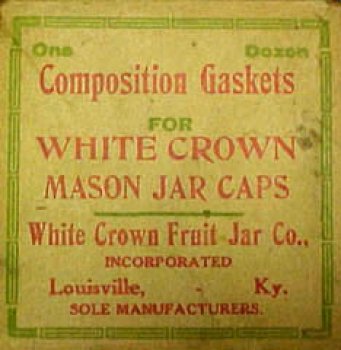 One Dozen
Composition Gaskets
FOR
WHITE CROWN
MASON JAR CAPS
White Crown Fruit Jar Co.,
INCORPORATED
Louisville, - Ky.
SOLE MANUFACTURERS.